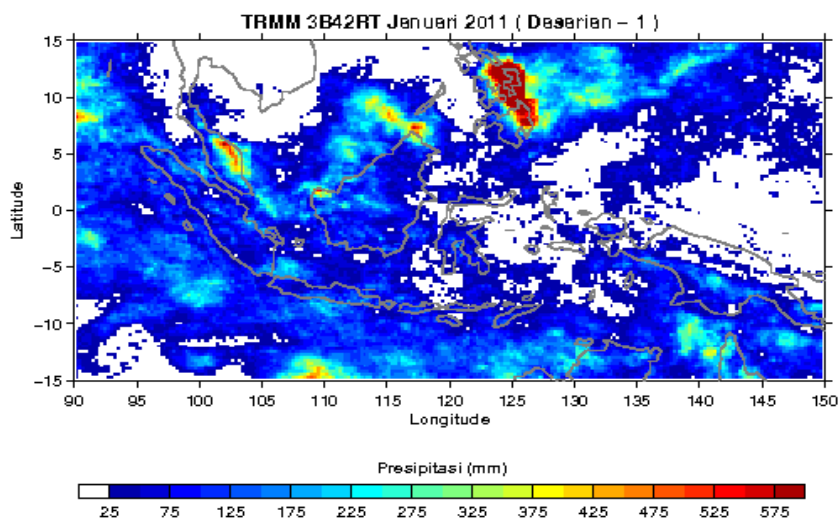 TRMM 3B42RT Januari 2011 ( Dasarian – 1 )
15
10
5
0
−5
−10
−15
Latitude
90 95 100 105 110 115 120 125 130 135 140 145 150
Longitude
Presipitasi (mm)
25 75 125 175 225 275 325 375 425 475 525 575